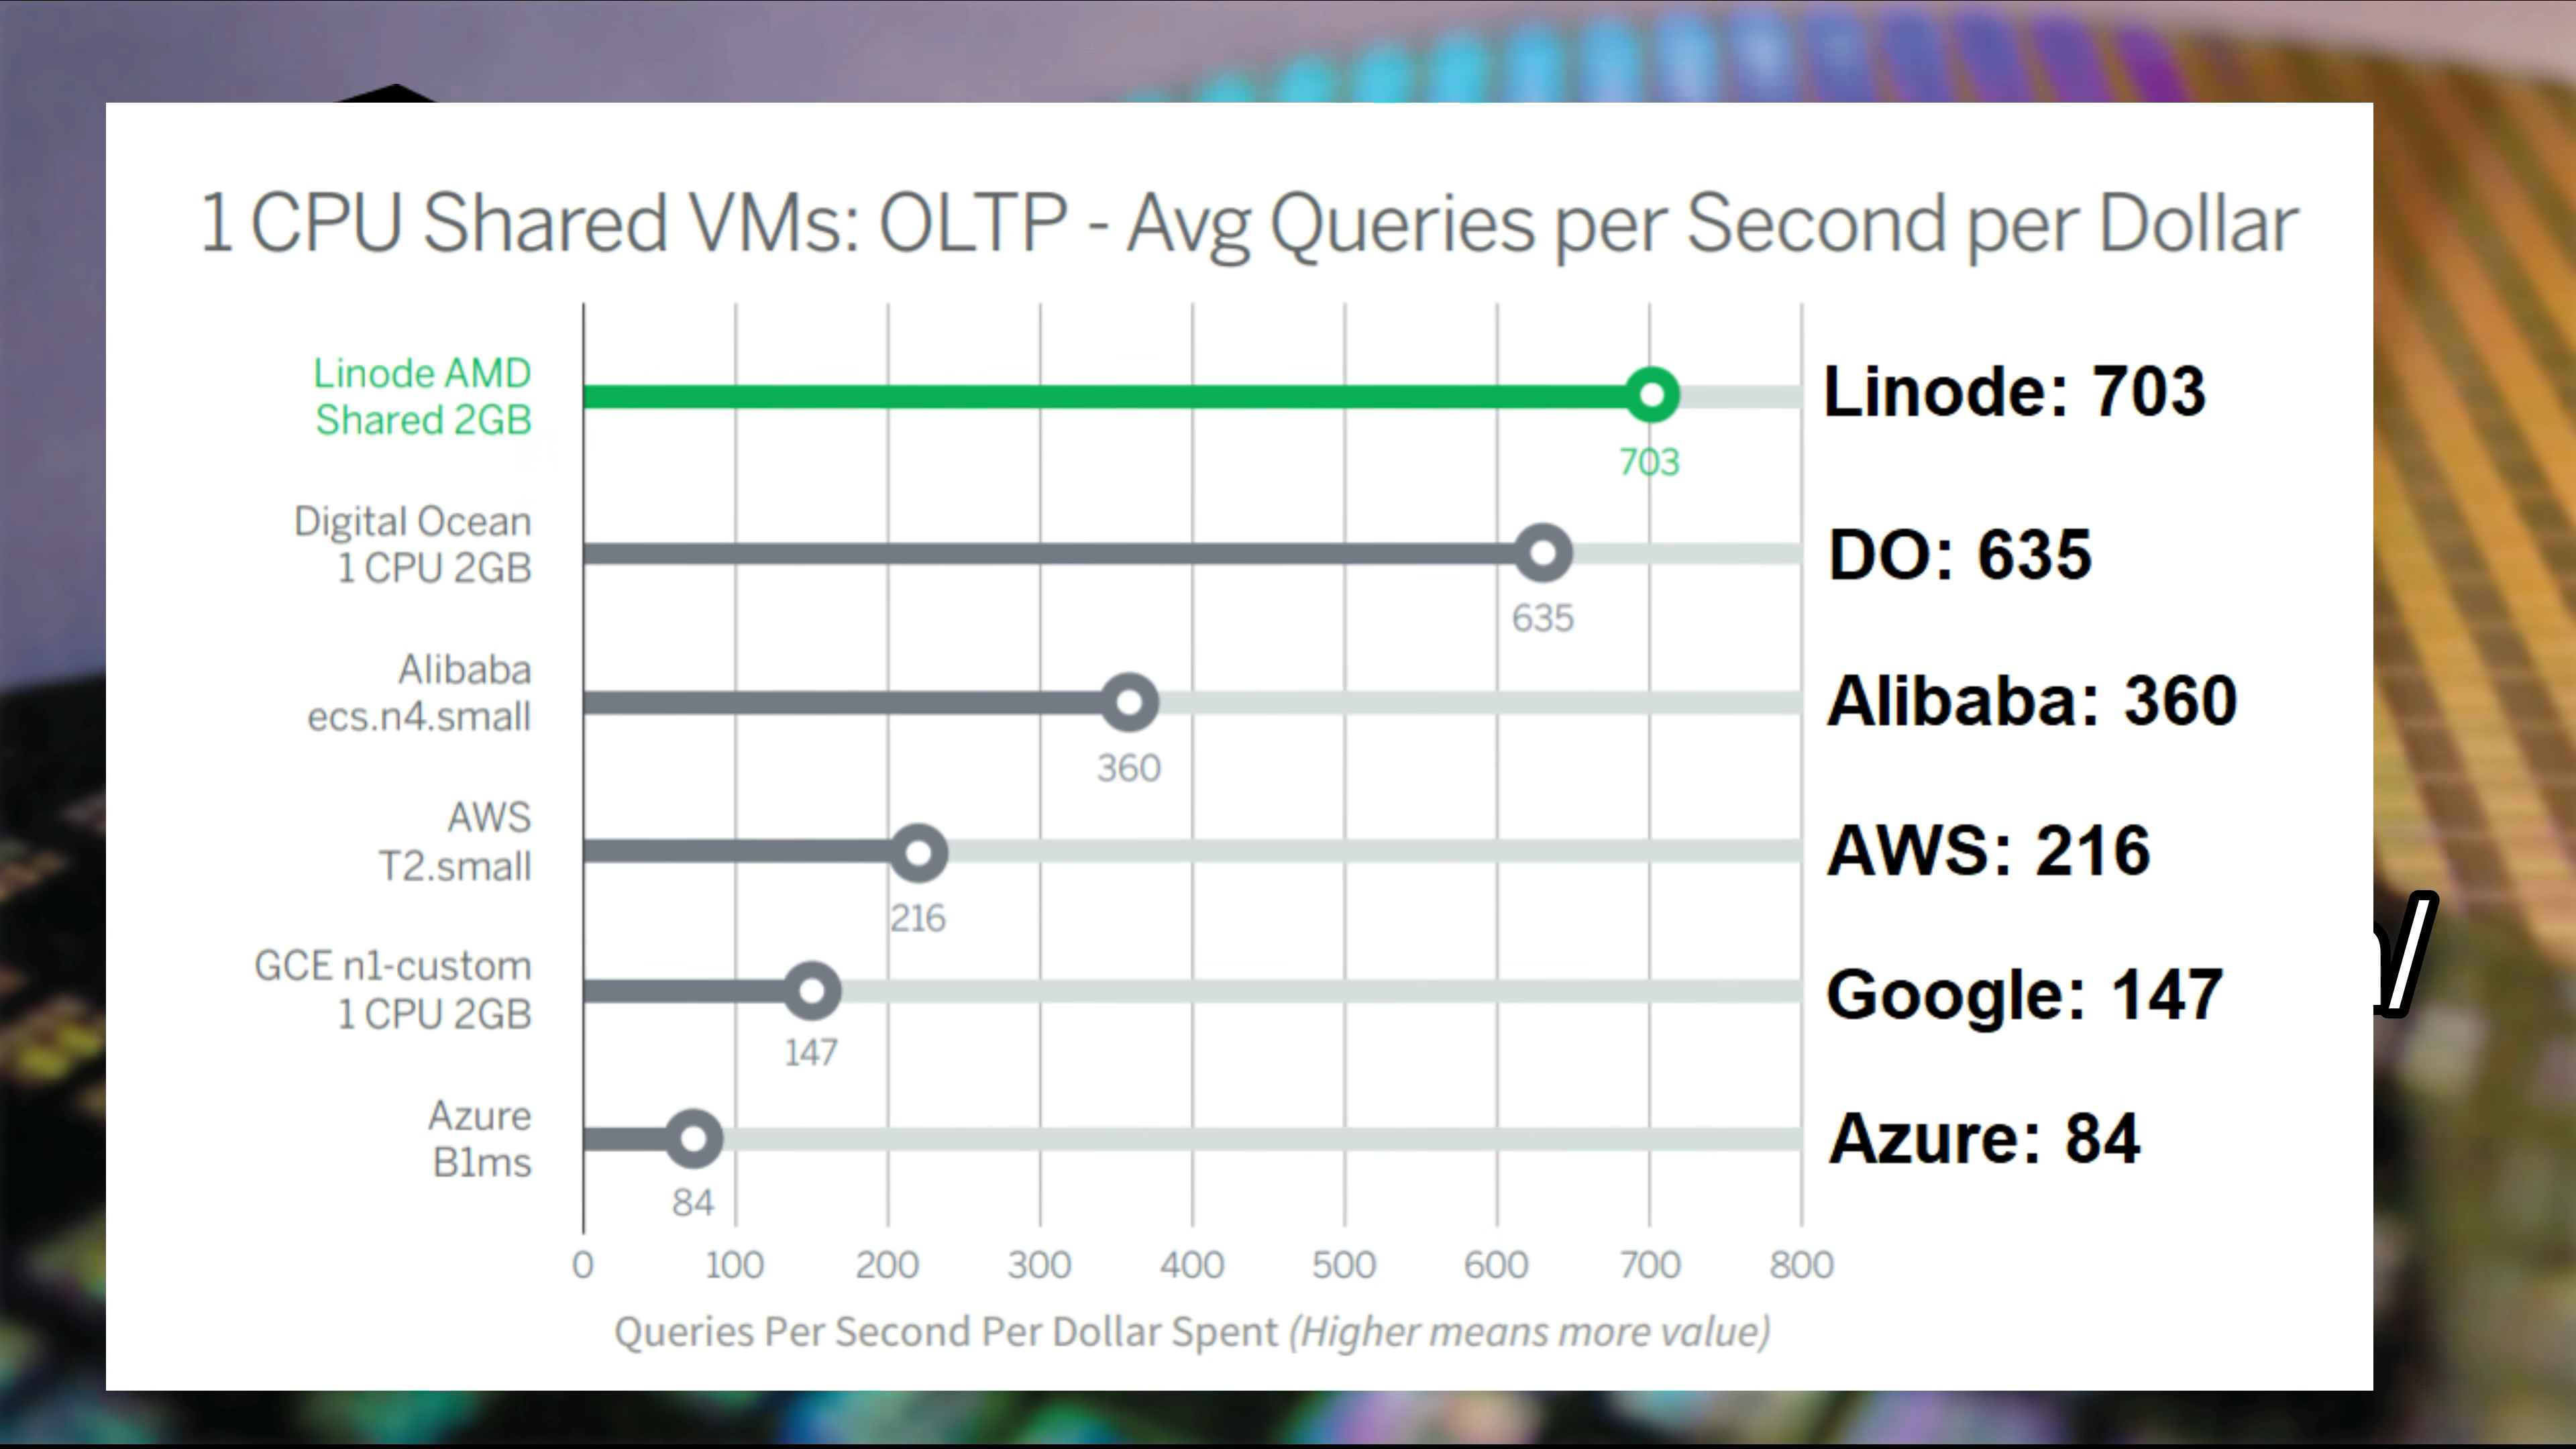 1 CPU Shared VMs: OLTP - Avg Queries per Second per Dollar
Linode AMD
Shared 2GB
703
Linode: 703
Digital Ocean
1 CPU 2GB
635
DO: 635
Alibaba
ecs.n4.small
360
Alibaba: 360
AWS
T2.small
216
AWS: 216
GCE n1-custom
1 CPU 2GB
147
Google: 147
Azure
B1ms
84
Azure: 84
0 100 200 300 400 500 600 700 800
Queries Per Second Per Dollar Spent (Higher means more value)